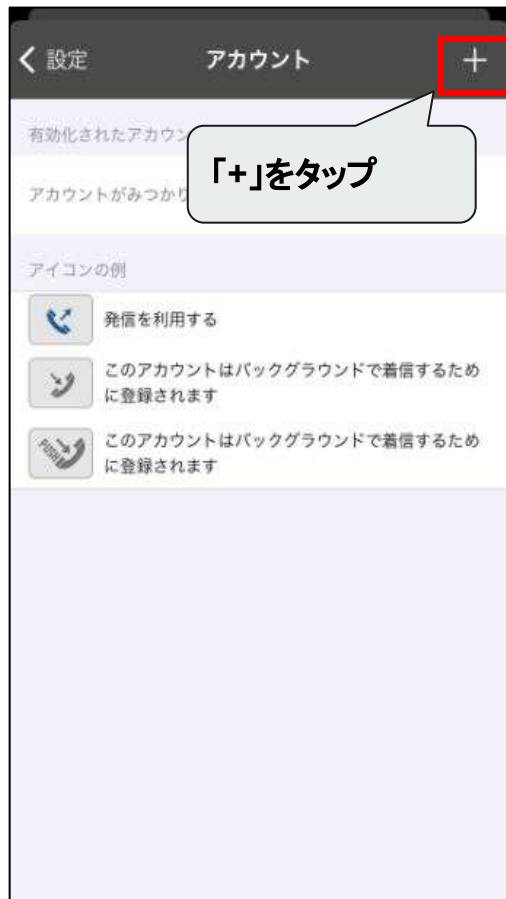 設定
アカウント
+
有効化されたアカウン
「+」をタップ
アカウントがみつかり
アイコンの例
発信を利用する
このアカウントはバックグラウンドで着信するため
に登録されます
PUSH
このアカウントはバックグラウンドで着信するため
に登録されます